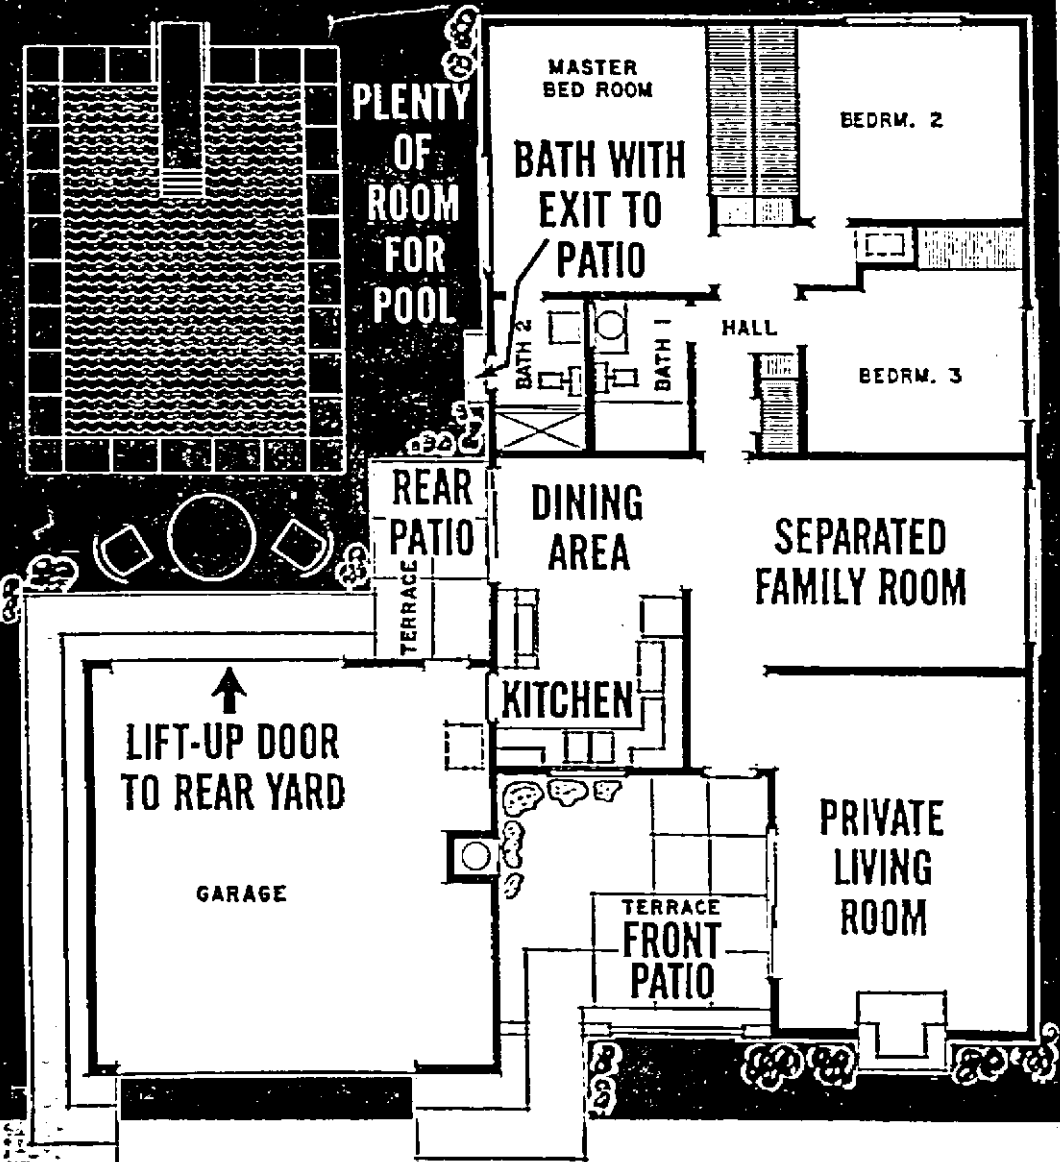 PLENTY
OF
ROOM
FOR
POOL
MASTER
BED ROOM
BATH WITH
EXIT TO
PATIO
BEDRM. 2
BATH 2
BATH 1
HALL
BEDRM. 3
REAR
PATIO
TERRACE
DINING
AREA
SEPARATED
FAMILY ROOM
KITCHEN
LIFT-UP DOOR
TO REAR YARD
GARAGE
PRIVATE
LIVING
ROOM
TERRACE
FRONT
PATIO